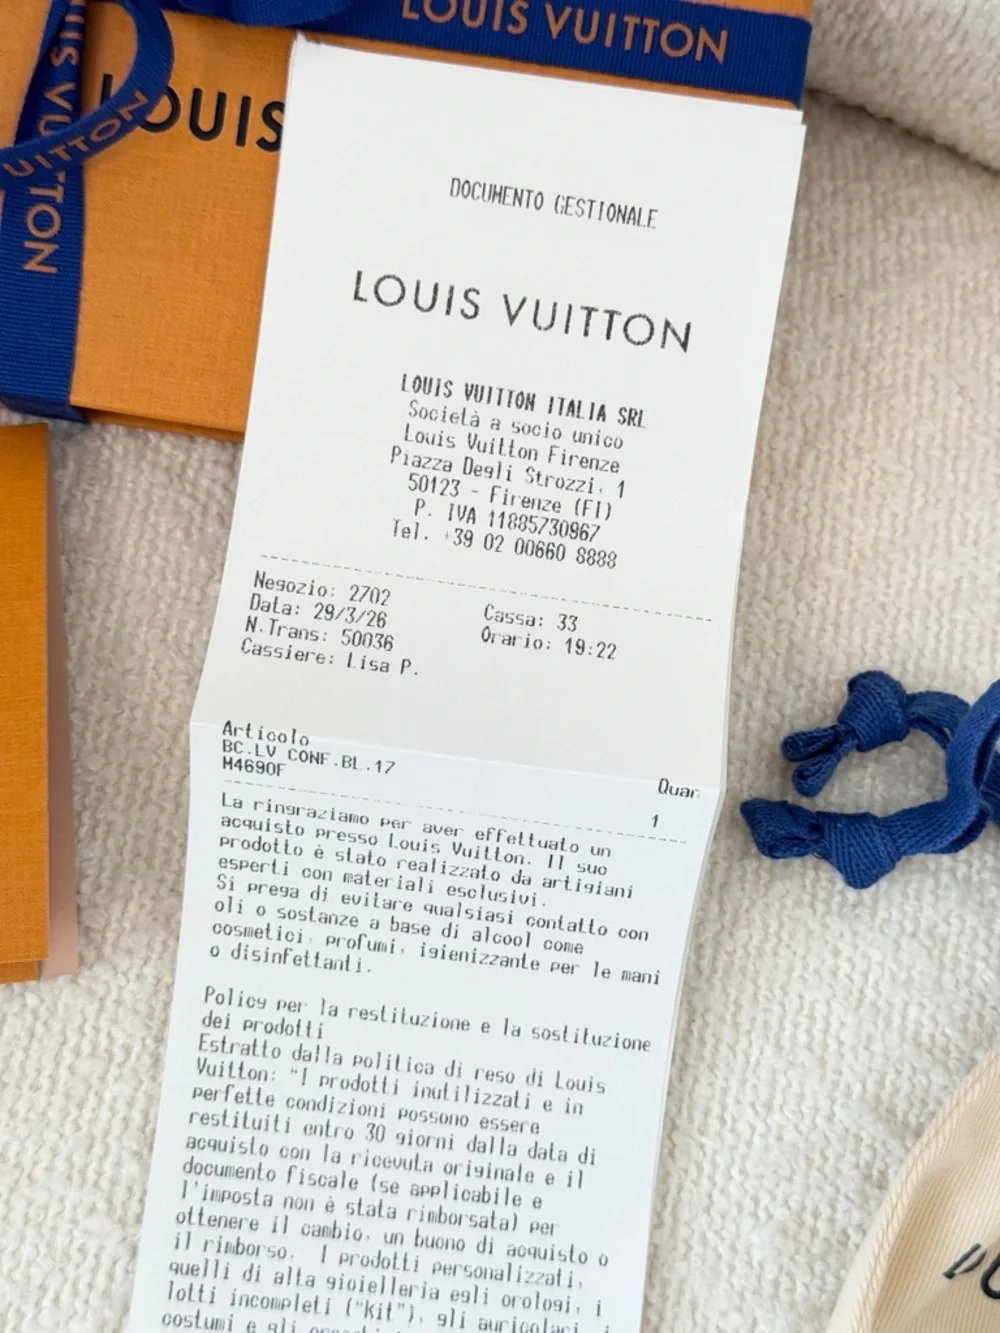 LOUIS VUITTON
LOUIS
VUITTON
DOCUMENTO GESTIONALE
LOUIS VUITTON
LOUIS VUITTON ITALIA SRL
Società a socio unico
Louis Vuitton Firenze
Piazza Degli Strozzi, 1
50123 - Firenze (FI)
P. IVA 11885730967
Tel. +39 02 00660 8888
Negozio: 2702
Data: 29/3/26 Cassa: 33
N.Trans: 50036 Orario: 19:22
Cassiere: Lisa P.
Articolo Quan
BC.LV CONF.BL.17
M4690F 1
La ringraziamo per aver effettuato un
acquisto presso Louis Vuitton. Il suo
prodotto è stato realizzato da artigiani
esperti con materiali esclusivi.
Si prega di evitare qualsiasi contatto con
oli o sostanze a base di alcool come
cosmetici, profumi, igienizzante per le mani
o disinfettanti.
Policy per la restituzione e la sostituzione
dei prodotti
Estratto dalla politica di reso di Louis
Vuitton: "I prodotti inutilizzati e in
perfette condizioni possono essere
restituiti entro 30 giorni dalla data di
acquisto con la ricevuta originale e il
documento fiscale (se applicabile e
l'imposta non è stata rimborsata) per
ottenere il cambio, un buono di acquisto o
il rimborso. I prodotti personalizzati,
quelli di alta gioielleria egli orologi, i
lotti incompleti ("kit"), gli auricolari, i
costumi e gli